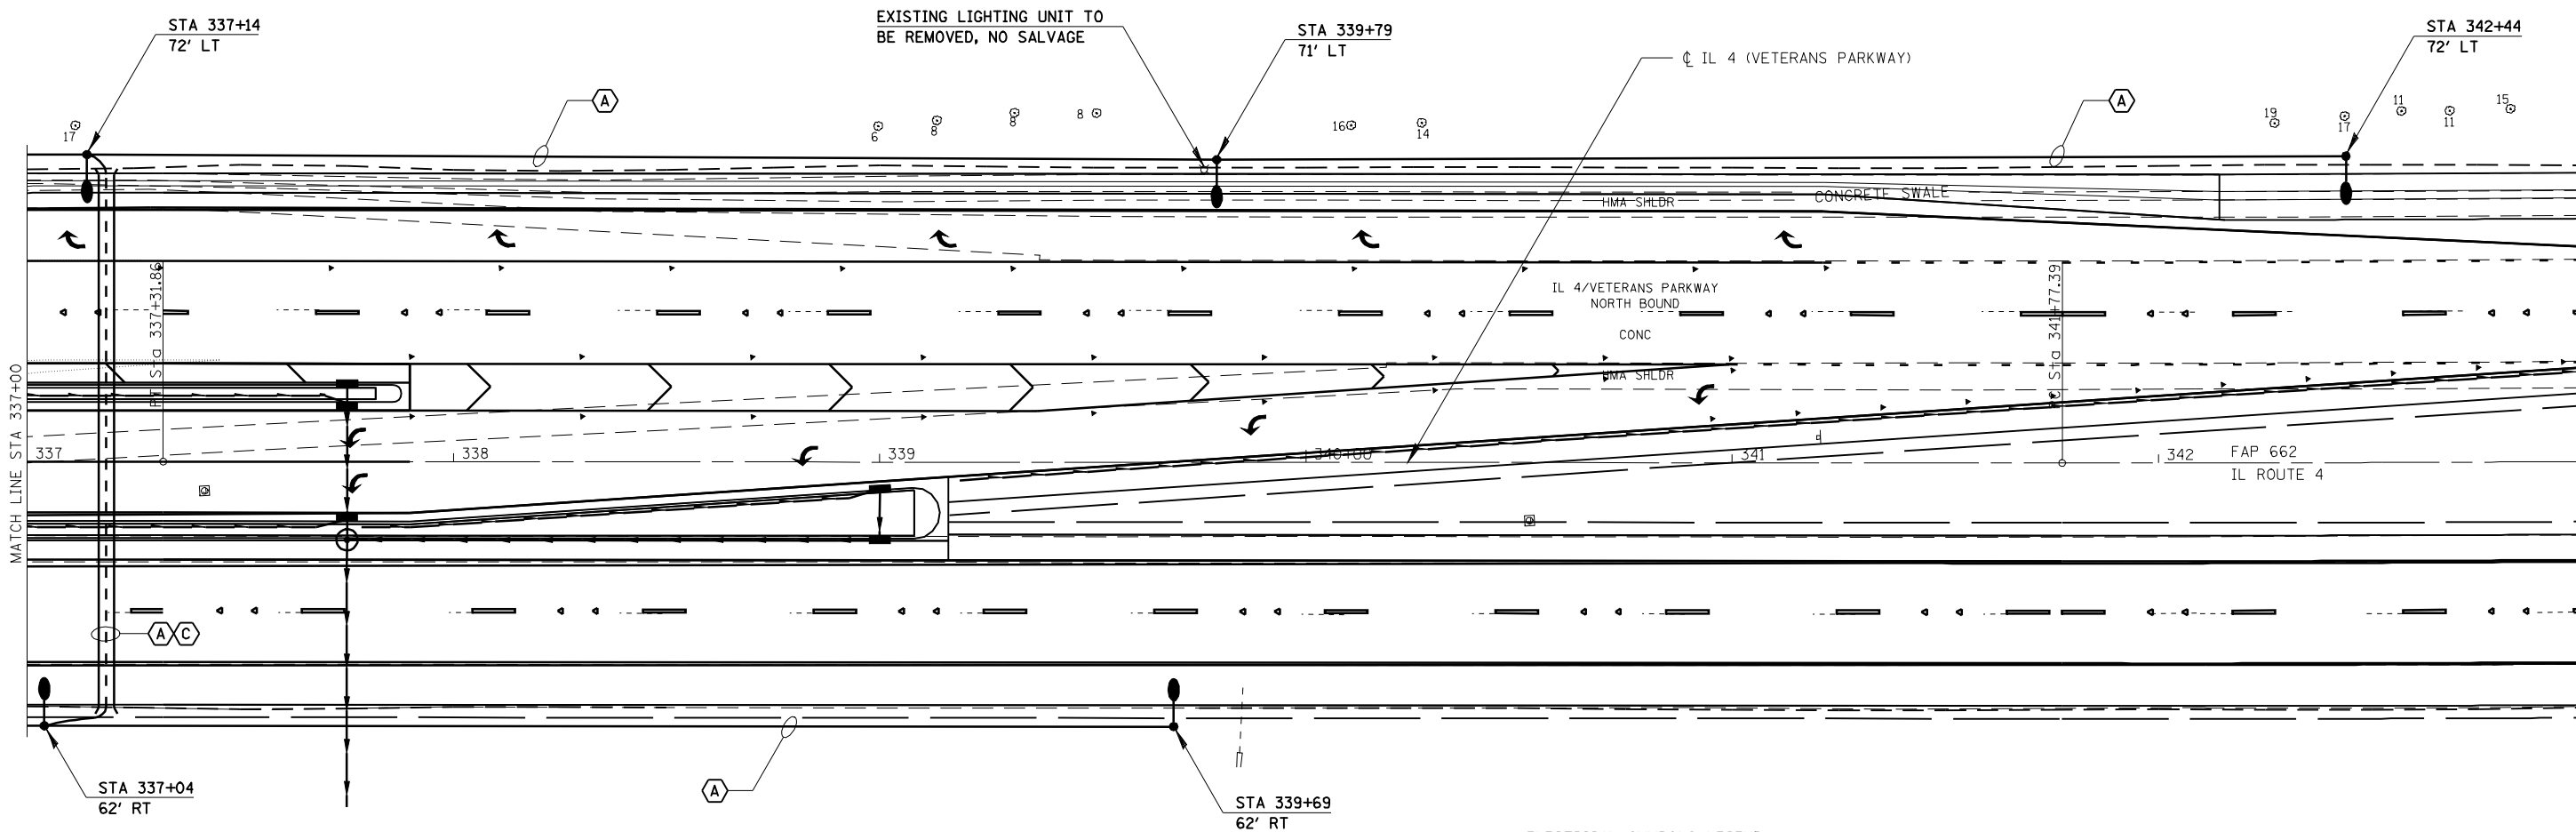 STA 337+14
72' LT
EXISTING LIGHTING UNIT TO
BE REMOVED, NO SALVAGE
STA 339+79
71' LT
℄ IL 4 (VETERANS PARKWAY)
STA 342+44
72' LT
A
A
17
6
8
8
8
16
14
19
17
11
11
15
HMA SHLDR
CONCRETE SWALE
PT Sta 337+31.86
IL 4/VETERANS PARKWAY
NORTH BOUND
CONC
Sta 341+77.39
HMA SHLDR
MATCH LINE STA 337+00
337
338
339
340+00
341
342
FAP 662
IL ROUTE 4
A C
STA 337+04
62' RT
A
STA 339+69
62' RT